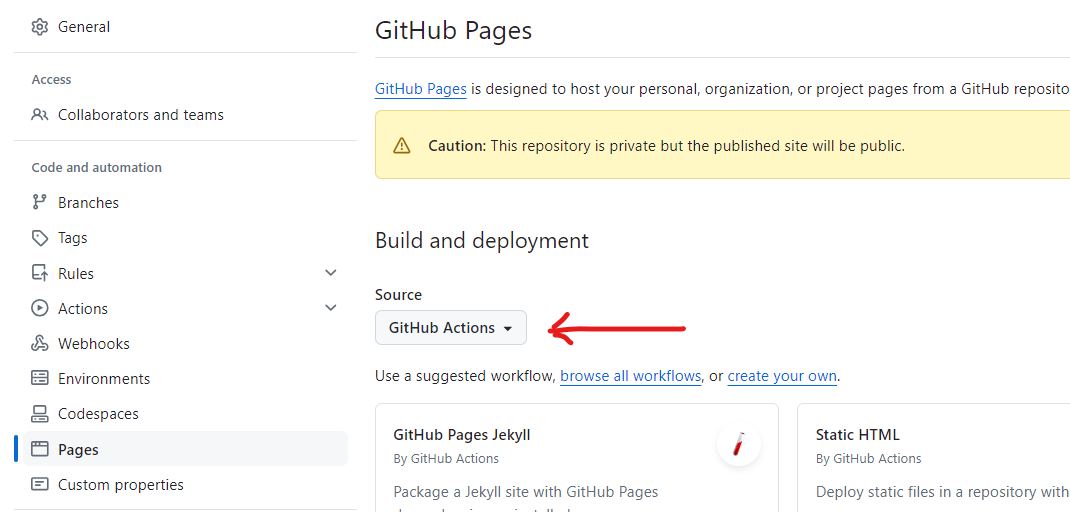 General
Access
Collaborators and teams
Code and automation
Branches
Tags
Rules
Actions
Webhooks
Environments
Codespaces
Pages
Custom properties
GitHub Pages
GitHub Pages is designed to host your personal, organization, or project pages from a GitHub reposito
Caution: This repository is private but the published site will be public.
Build and deployment
Source
GitHub Actions
Use a suggested workflow, browse all workflows, or create your own.
GitHub Pages Jekyll
By GitHub Actions
Package a Jekyll site with GitHub Pages
Static HTML
By GitHub Actions
Deploy static files in a repository with